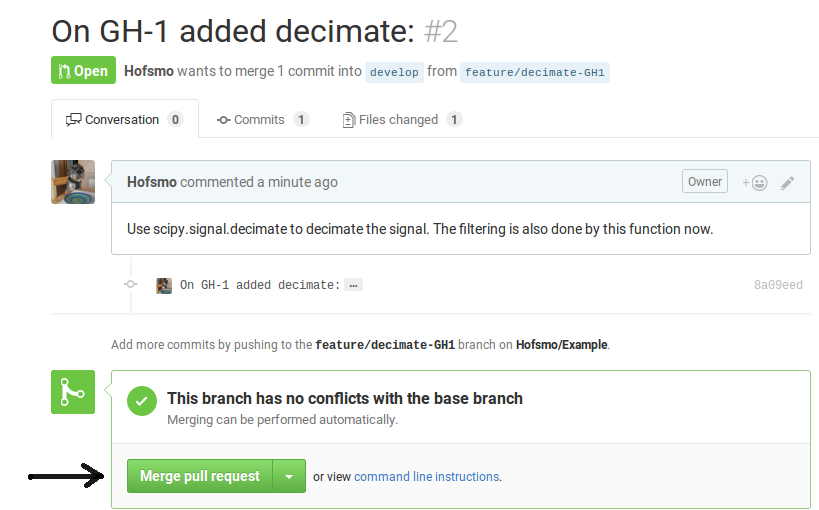 On GH-1 added decimate: #2
Open Hofsmo wants to merge 1 commit into develop from feature/decimate-GH1
Conversation 0 Commits 1 Files changed 1
Hofsmo commented a minute ago Owner
Use scipy.signal.decimate to decimate the signal. The filtering is also done by this function now.
On GH-1 added decimate: … 8a09eed
Add more commits by pushing to the feature/decimate-GH1 branch on Hofsmo/Example.
This branch has no conflicts with the base branch
Merging can be performed automatically.
Merge pull request or view command line instructions.